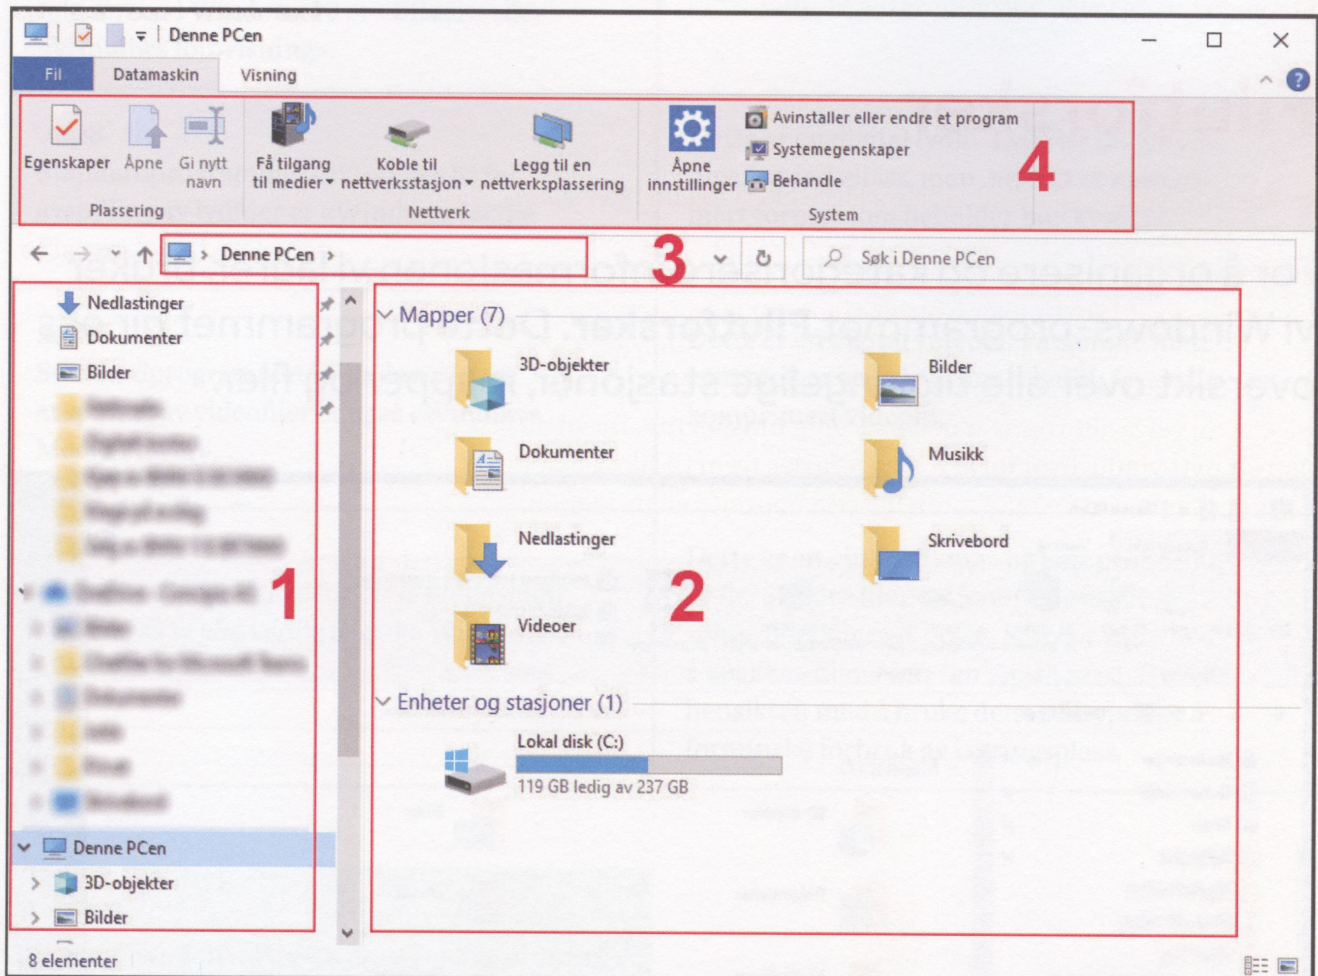 Denne PCen
Fil Datamaskin Visning
Egenskaper Åpne Gi nytt navn
Få tilgang til medier
Koble til nettverksstasjon
Legg til en nettverksplassering
Åpne innstillinger
Avinstaller eller endre et program
Systemegenskaper
Behandle
4
Plassering Nettverk System
Denne PCen
3
Søk i Denne PCen
Nedlastinger
Dokumenter
Bilder
1
Denne PCen
3D-objekter
Bilder
Mapper (7)
3D-objekter
Bilder
Dokumenter
Musikk
Nedlastinger
Skrivebord
2
Videoer
Enheter og stasjoner (1)
Lokal disk (C:)
119 GB ledig av 237 GB
8 elementer